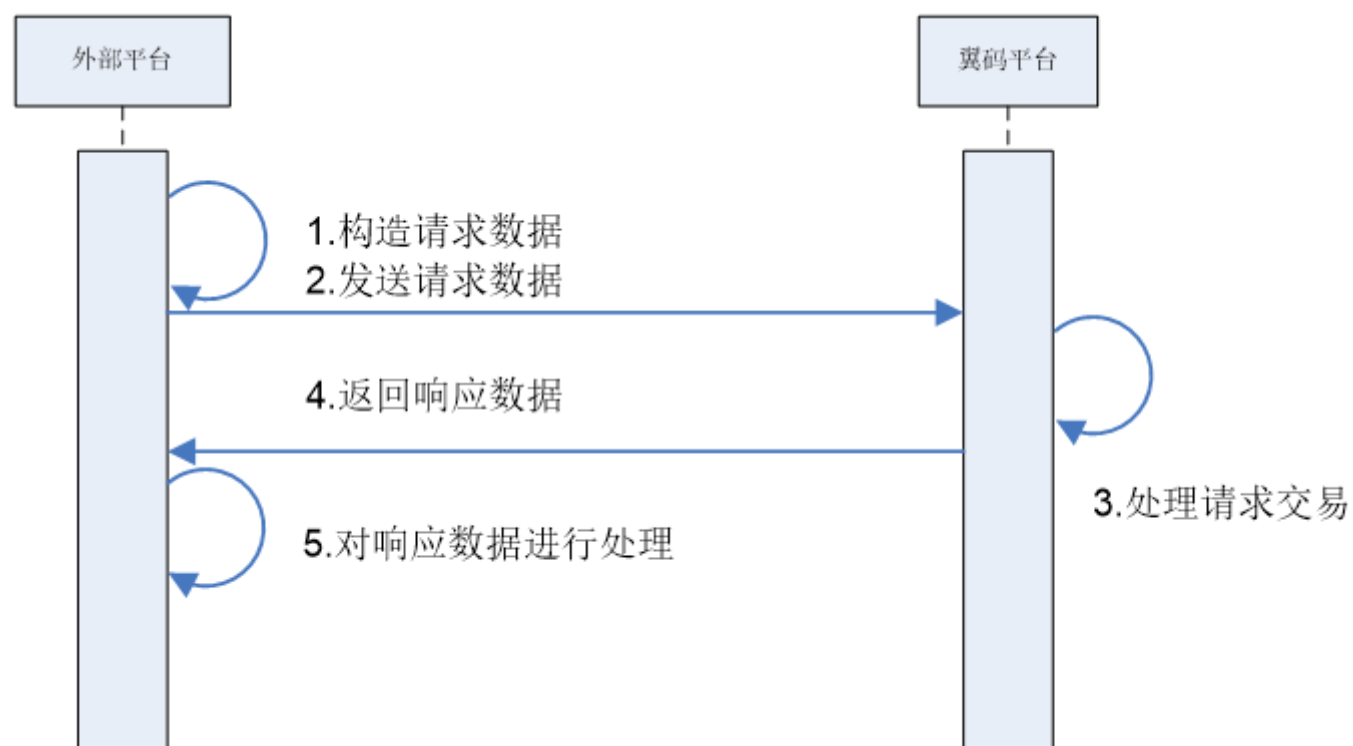 外部平台
翼码平台
1.构造请求数据
2.发送请求数据
4.返回响应数据
3.处理请求交易
5.对响应数据进行处理